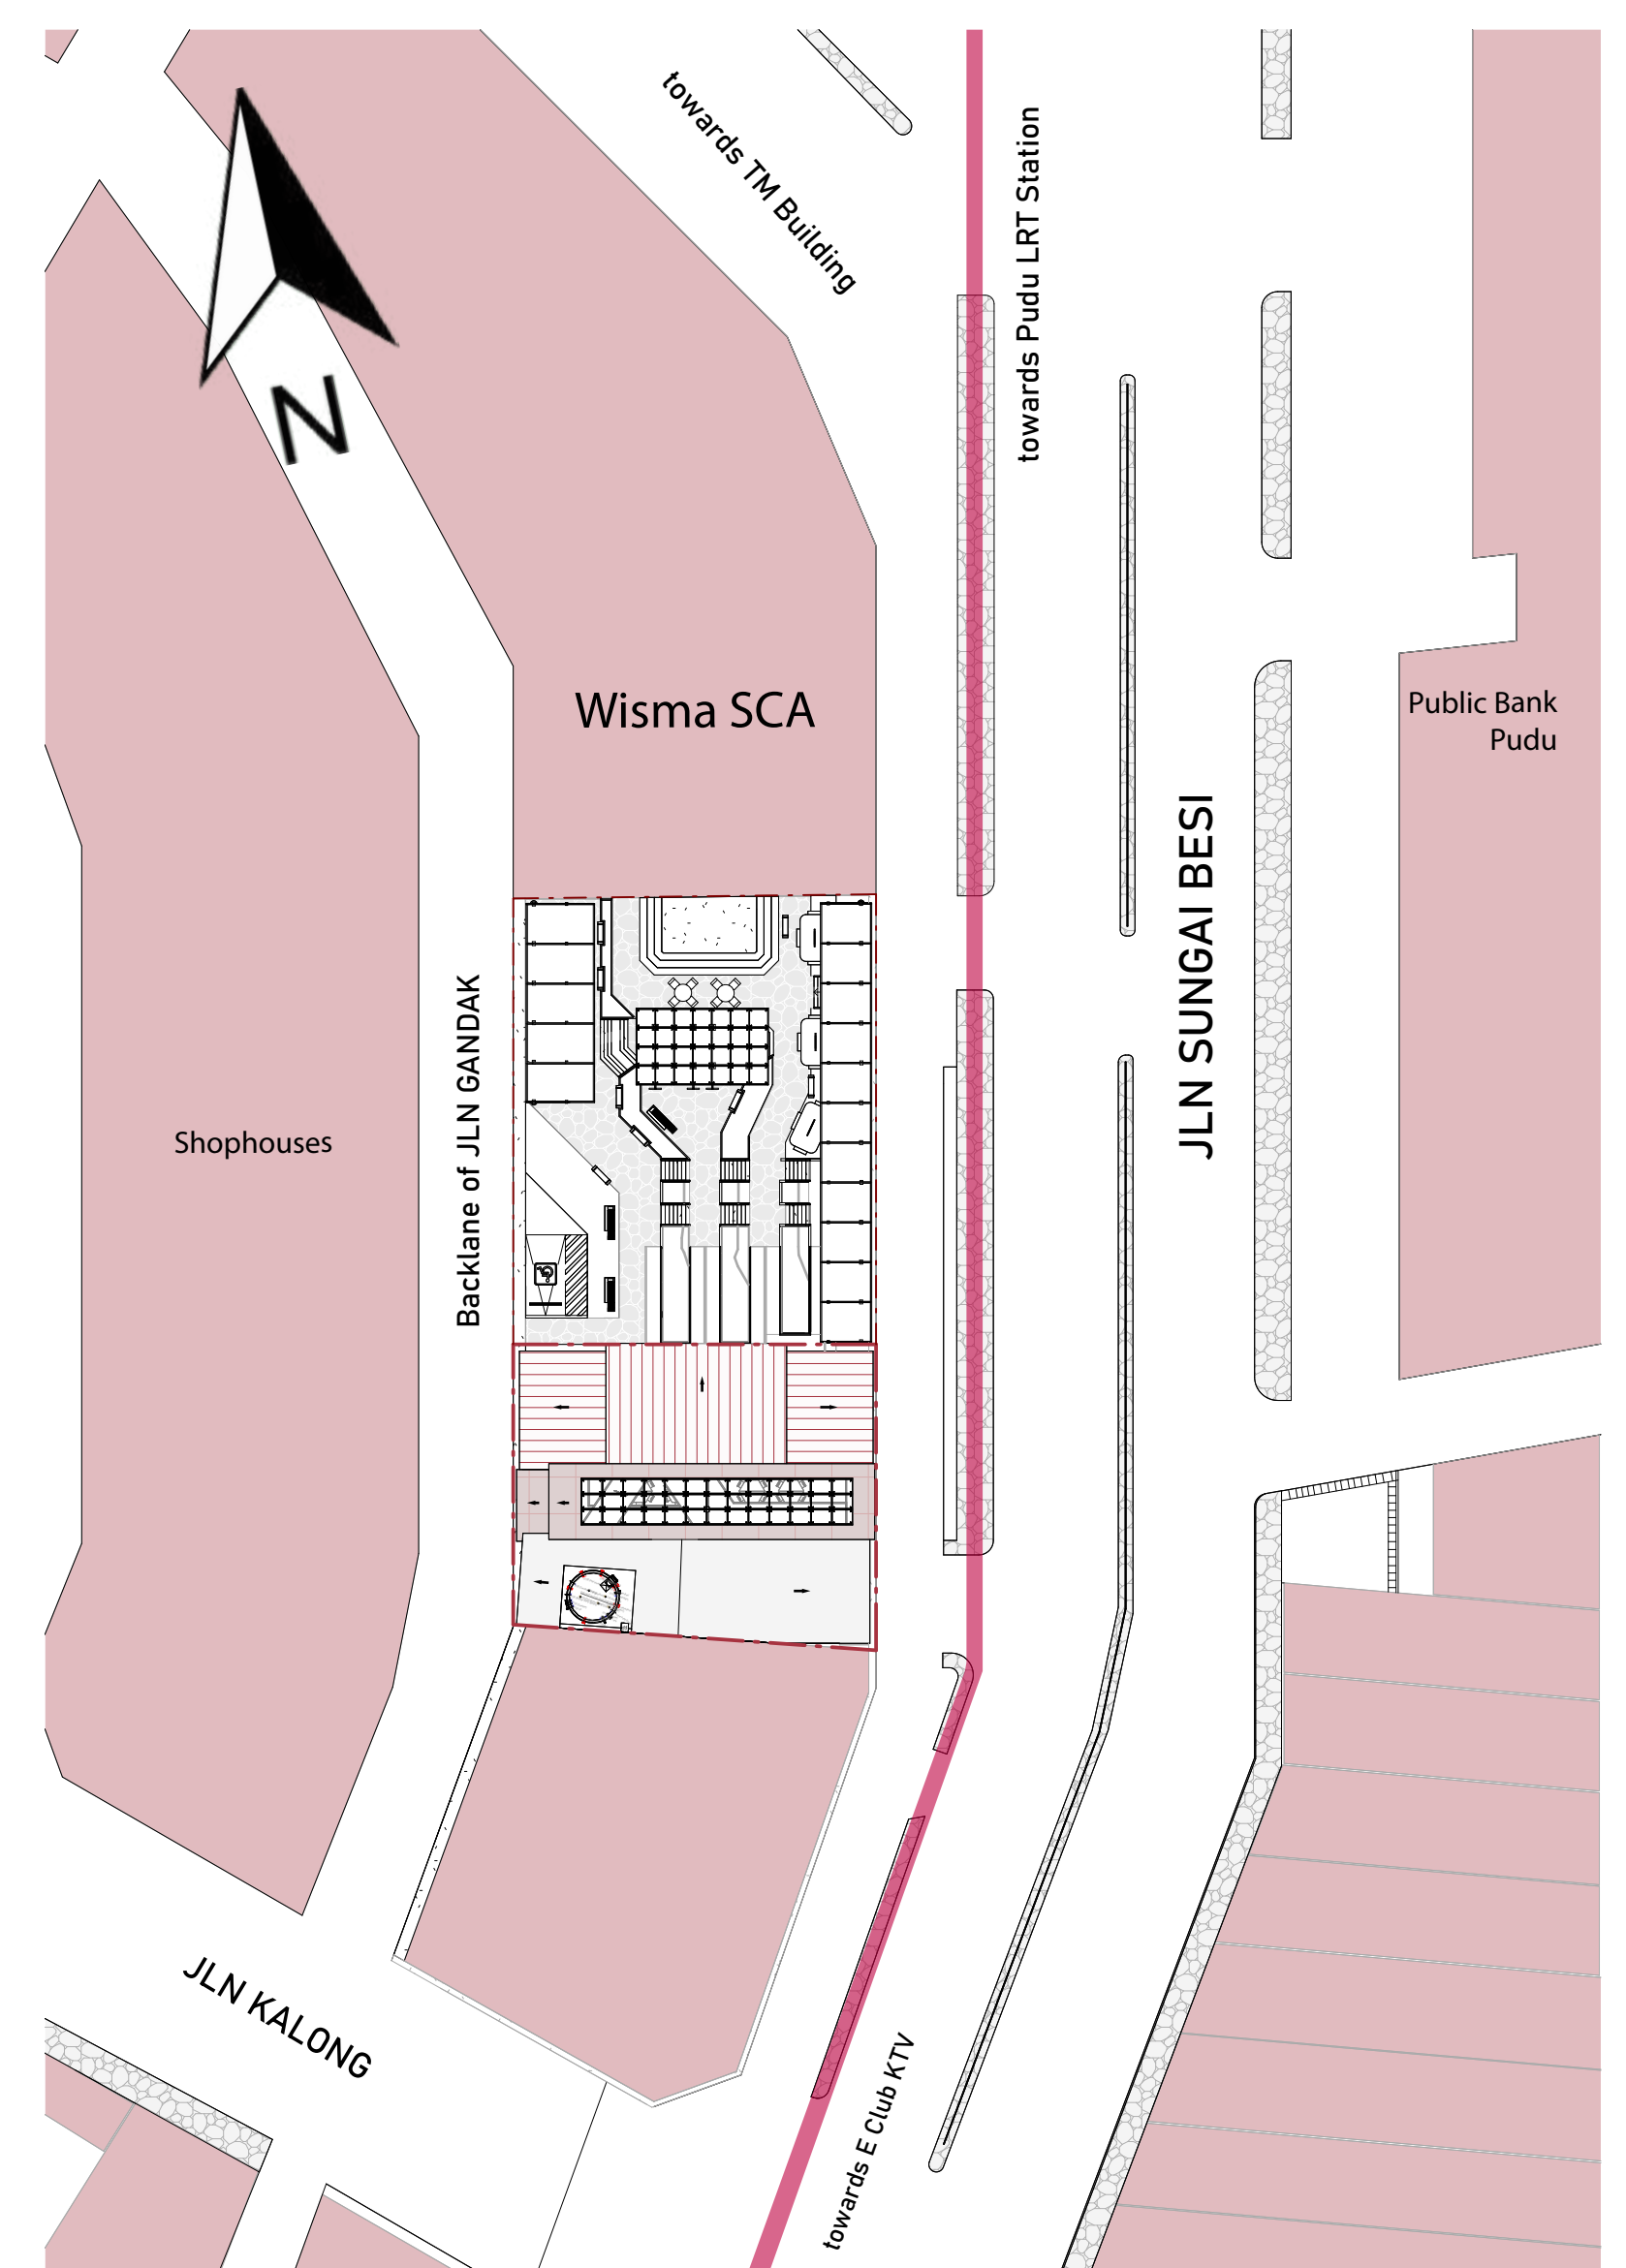 towards TM Building
towards Pudu LRT Station
N
Wisma SCA
Public Bank
Pudu
JLN SUNGAI BESI
Backlane of JLN GANDAK
Shophouses
JLN KALONG
towards E Club KTV